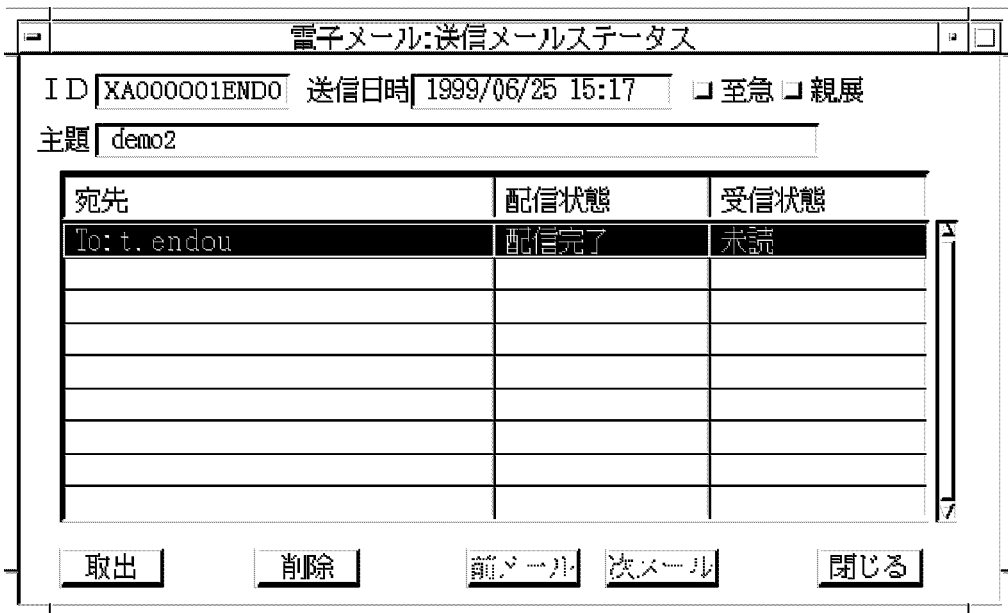 電子メール:送信メールステータス
ID XA000001ENDO 送信日時 1999/06/25 15:17 至急 親展
主題 demo2
宛先 配信状態 受信状態
To:t.endou 配信完了 未読
取出 削除 前メール 次メール 閉じる